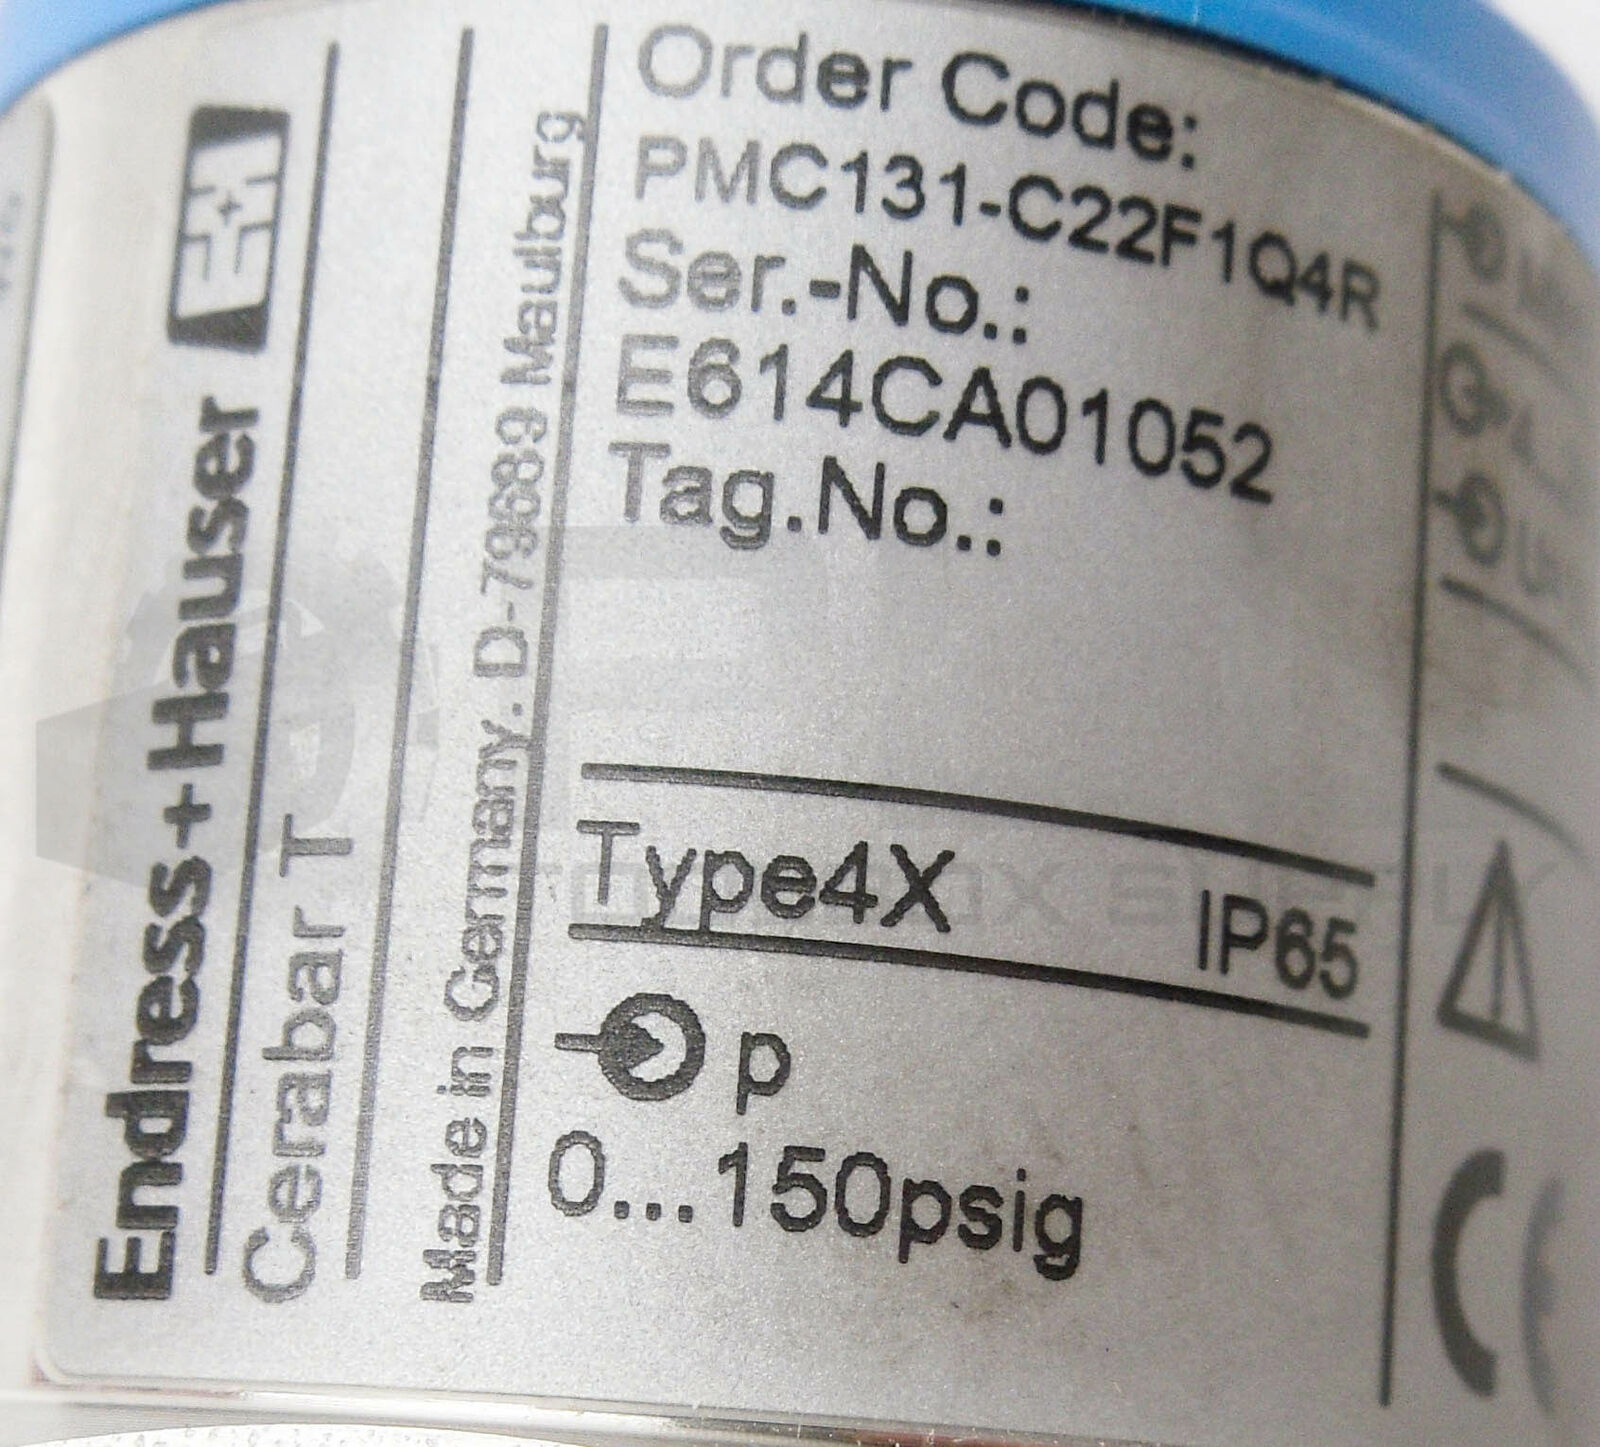 Endress+Hauser
Cerabar T
Made in Germany. D-79689 Maulburg
Order Code:
PMC131-C22F1Q4R
Ser.-No.:
E614CA01052
Tag.No.:
Type4X IP65
p
0...150psig